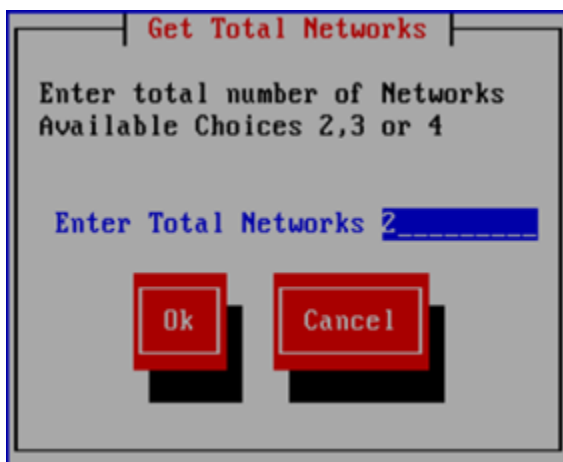 Get Total Networks
Enter total number of Networks
Available Choices 2,3 or 4
Enter Total Networks 2_________
Ok Cancel